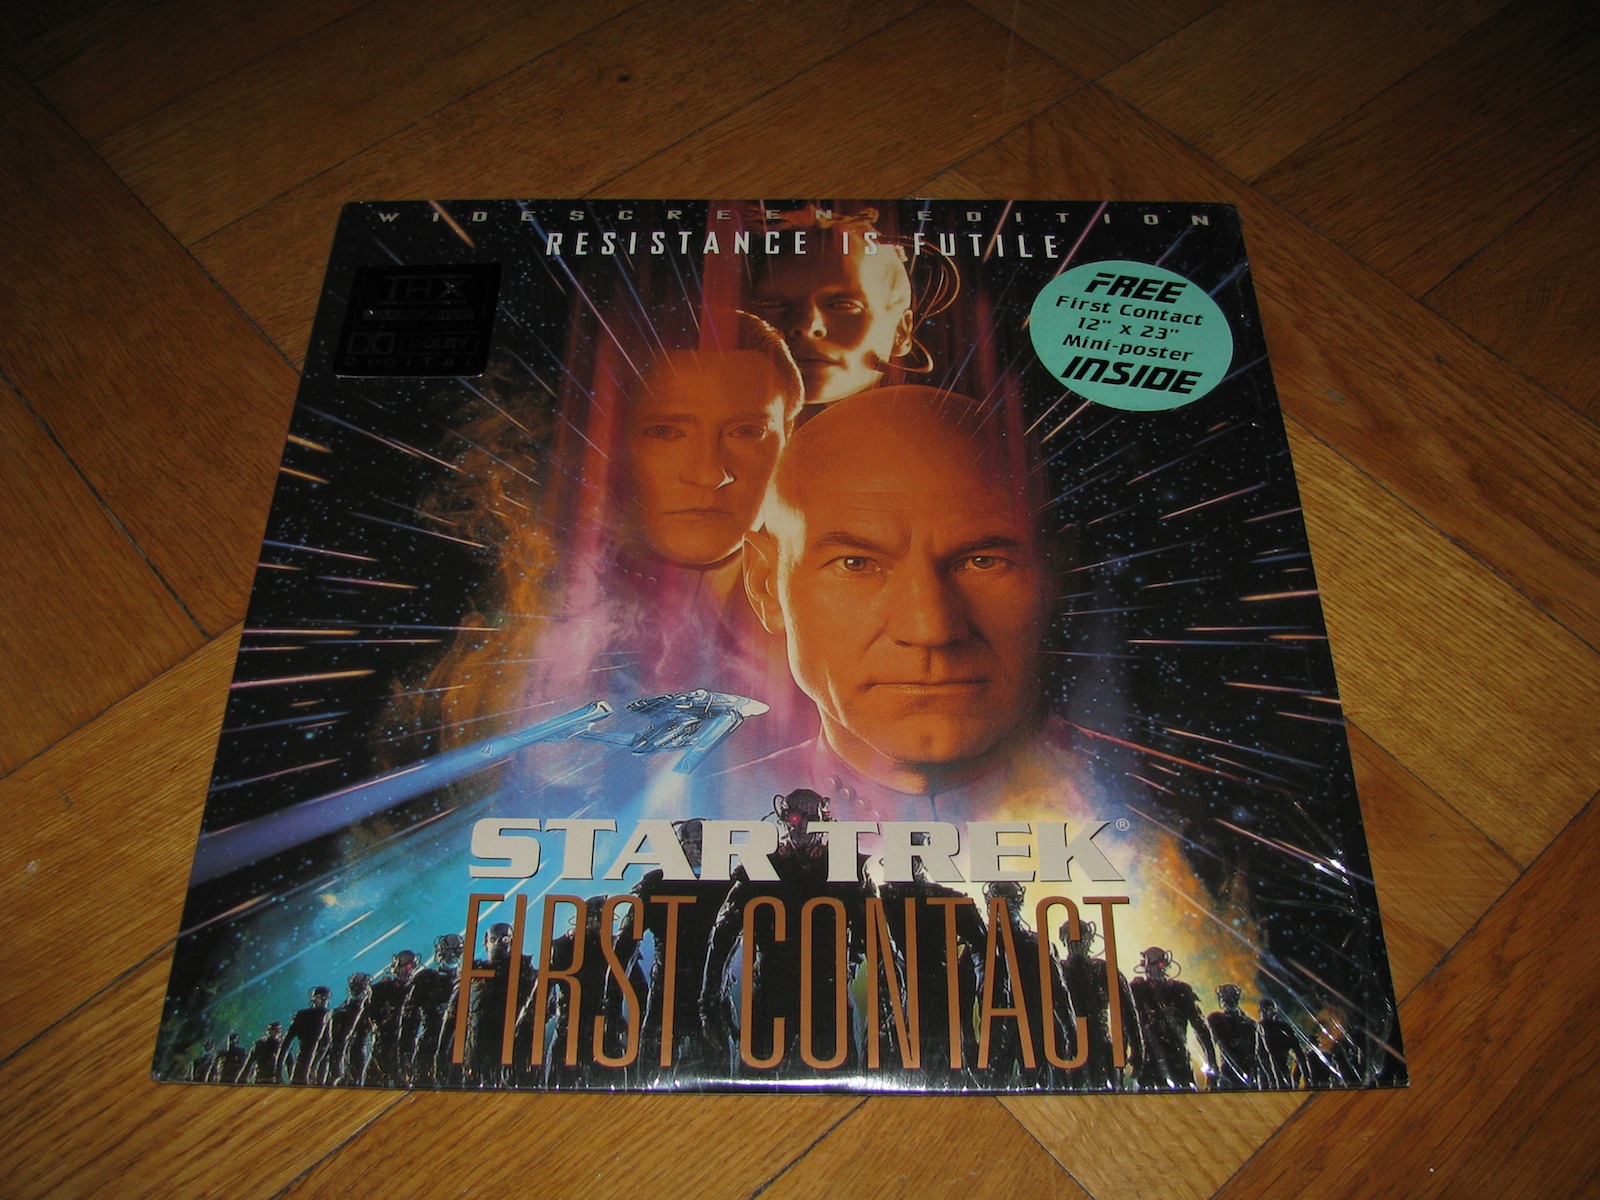 WIDESCREEN EDITION
RESISTANCE IS FUTILE
THX
DOLBY
DIGITAL
FREE
First Contact
12" x 23"
Mini-poster
INSIDE
STAR TREK®
FIRST CONTACT